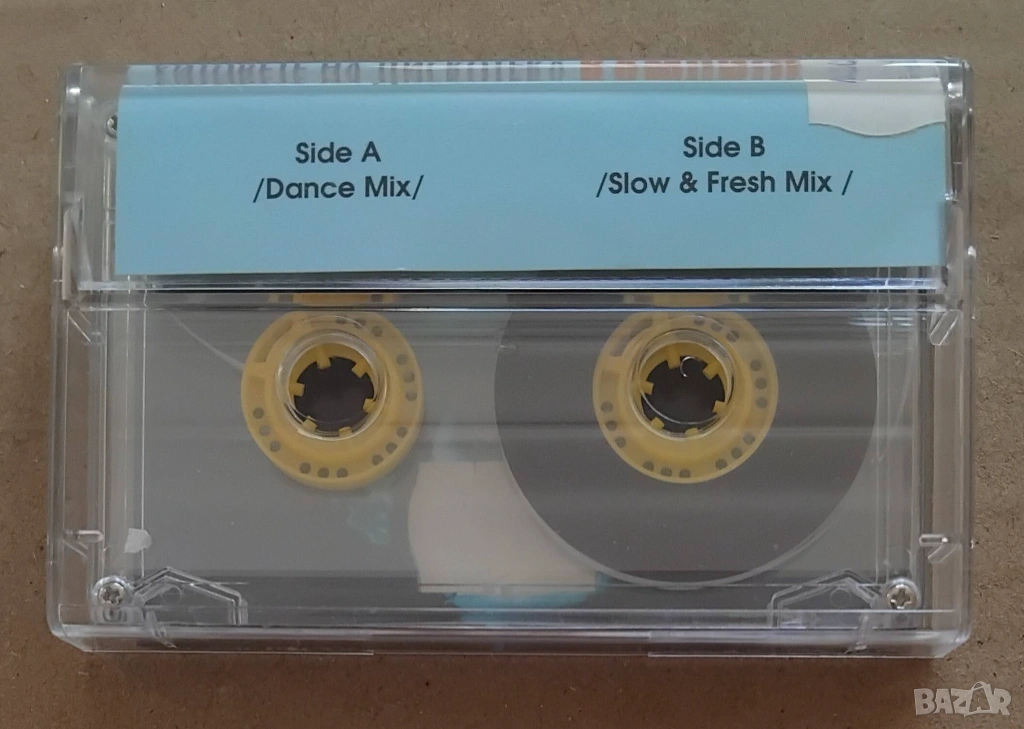 Side A
/Dance Mix/
Side B
/Slow & Fresh Mix /
BAZAR